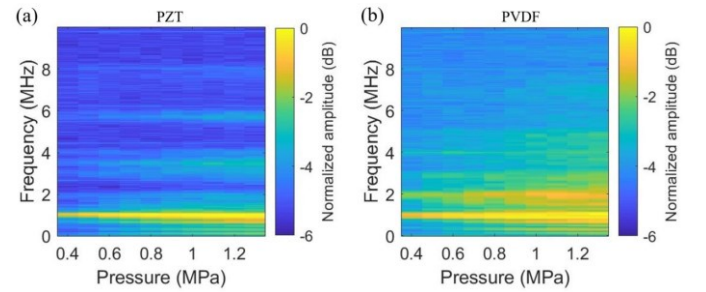 (a) PZT
Frequency (MHz)
8
6
4
2
0
0.4 0.6 0.8 1 1.2
Pressure (MPa)
0
-2
-4
-6
Normalized amplitude (dB)
(b) PVDF
Frequency (MHz)
8
6
4
2
0
0.4 0.6 0.8 1 1.2
Pressure (MPa)
0
-2
-4
-6
Normalized amplitude (dB)